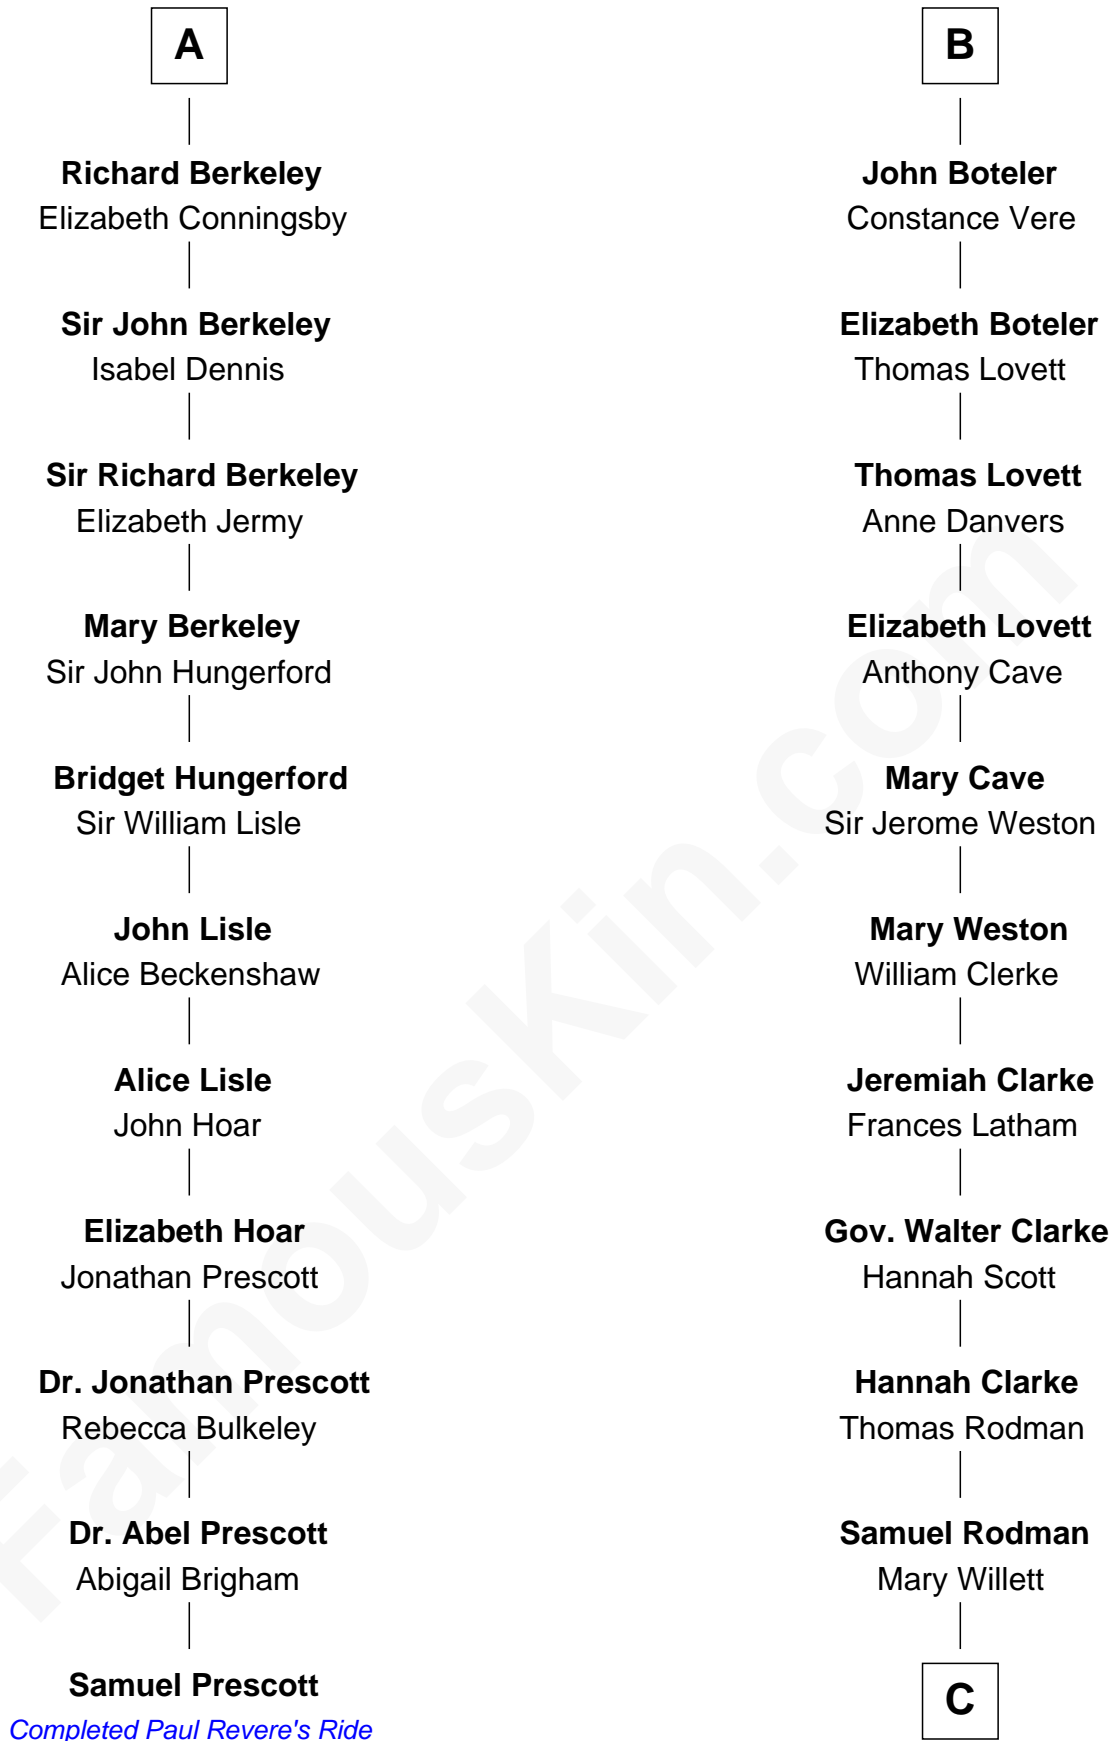 A
Richard Berkeley
Elizabeth Conningsby
Sir John Berkeley
Isabel Dennis
Sir Richard Berkeley
Elizabeth Jermy
Mary Berkeley
Sir John Hungerford
Bridget Hungerford
Sir William Lisle
John Lisle
Alice Beckenshaw
Alice Lisle
John Hoar
Elizabeth Hoar
Jonathan Prescott
Dr. Jonathan Prescott
Rebecca Bulkeley
Dr. Abel Prescott
Abigail Brigham
Samuel Prescott
Completed Paul Revere's Ride
B
John Boteler
Constance Vere
Elizabeth Boteler
Thomas Lovett
Thomas Lovett
Anne Danvers
Elizabeth Lovett
Anthony Cave
Mary Cave
Sir Jerome Weston
Mary Weston
William Clerke
Jeremiah Clarke
Frances Latham
Gov. Walter Clarke
Hannah Scott
Hannah Clarke
Thomas Rodman
Samuel Rodman
Mary Willett
C
FamousKin.com